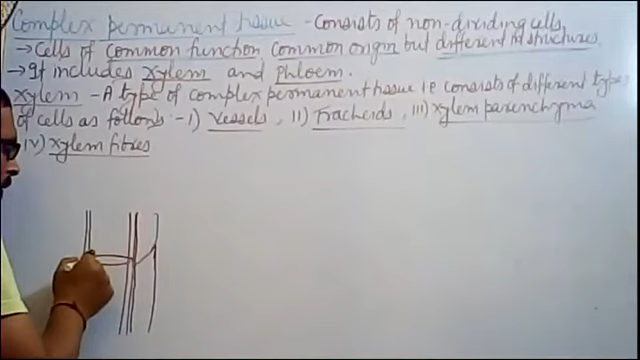 Complex permanent tissue - Consists of non-dividing cells
→ Cells of common function common origin but different in structures.
→ It includes Xylem and Phloem.
Xylem - A type of complex permanent tissue i.e consists of different types
of cells as follows - i) Vessels, ii) Tracheids, iii) xylem parenchyma
iv) xylem fibres